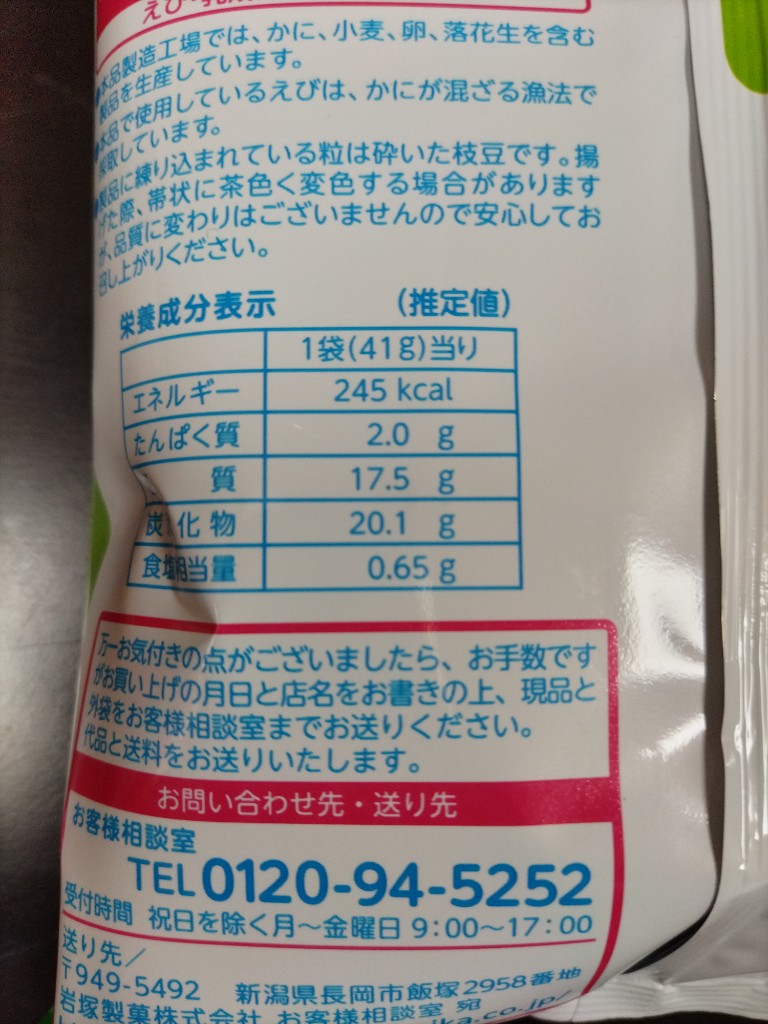 えび・乳
●本品製造工場では、かに、小麦、卵、落花生を含む
製品を生産しています。
●本品で使用しているえびは、かにが混ざる漁法で
採取しています。
●製品に練り込まれている粒は砕いた枝豆です。揚
げた際、帯状に茶色く変色する場合があります
が、品質に変わりはございませんので安心してお
召し上がりください。
栄養成分表示 (推定値)
1袋(41g)当り
エネルギー 245 kcal
たんぱく質 2.0 g
質 17.5 g
炭水化物 20.1 g
食塩相当量 0.65 g
万一お気付きの点がございましたら、お手数です
がお買い上げの月日と店名をお書きの上、現品と
外袋をお客様相談室までお送りください。
代品と送料をお送りいたします。
お問い合わせ先・送り先
お客様相談室
TEL 0120-94-5252
受付時間 祝日を除く月～金曜日 9:00～17:00
送り先／
〒949-5492 新潟県長岡市飯塚2958番地
岩塚製菓株式会社 お客様相談室 宛
ka.co.jp/